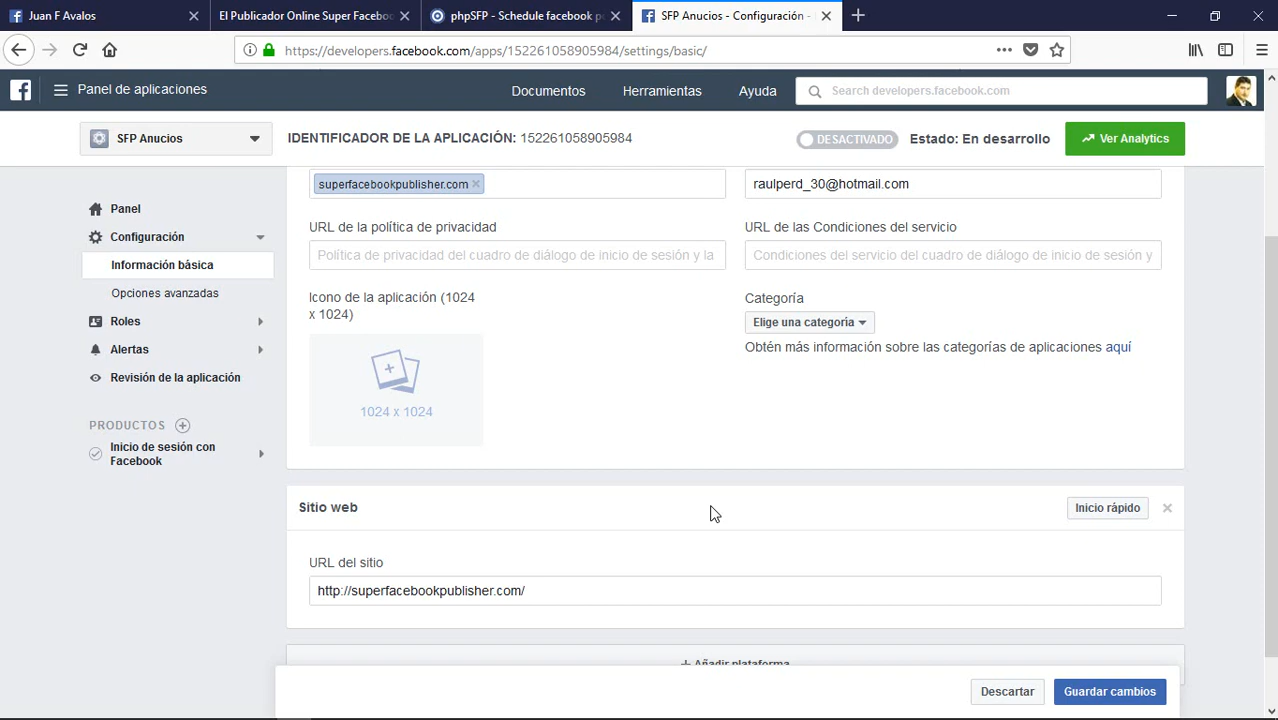 Juan F Avalos
El Publicador Online Super Facebo
phpSFP - Schedule facebook p
SFP Anucios - Configuración -
https://developers.facebook.com/apps/152261058905984/settings/basic/
Panel de aplicaciones
Documentos
Herramientas
Ayuda
Search developers.facebook.com
SFP Anucios
IDENTIFICADOR DE LA APLICACIÓN: 152261058905984
DESACTIVADO
Estado: En desarrollo
Ver Analytics
superfacebookpublisher.com
raulperd_30@hotmail.com
Panel
Configuración
Información básica
Opciones avanzadas
Roles
Alertas
Revisión de la aplicación
PRODUCTOS
Inicio de sesión con
Facebook
URL de la política de privacidad
URL de las Condiciones del servicio
Política de privacidad del cuadro de diálogo de inicio de sesión y la
Condiciones del servicio del cuadro de diálogo de inicio de sesión y
Icono de la aplicación (1024
x 1024)
1024 x 1024
Categoría
Elige una categoría
Obtén más información sobre las categorías de aplicaciones aquí
Sitio web
Inicio rápido
URL del sitio
http://superfacebookpublisher.com/
+ Añadir plataforma
Descartar
Guardar cambios